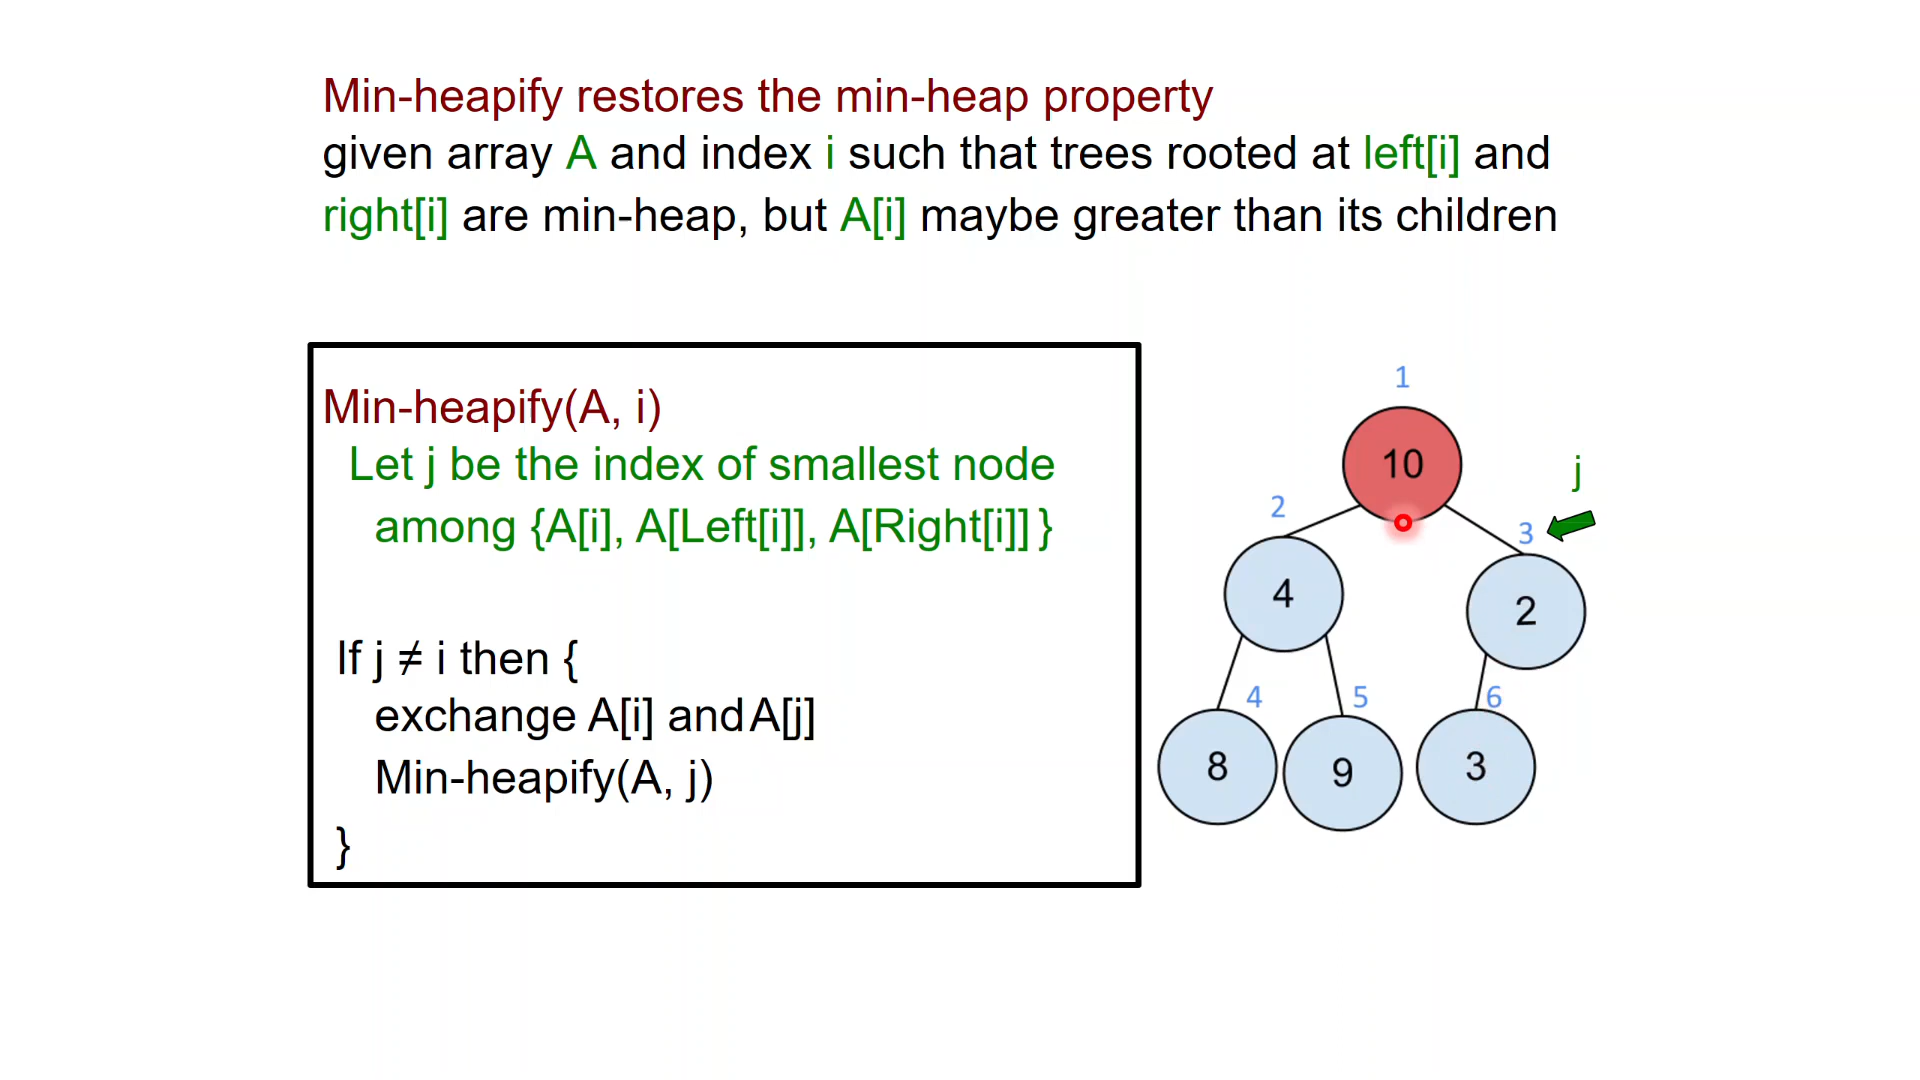 Min-heapify restores the min-heap property
given array A and index i such that trees rooted at left[i] and
right[i] are min-heap, but A[i] maybe greater than its children
Min-heapify(A, i)
Let j be the index of smallest node
among {A[i], A[Left[i]], A[Right[i]] }
If j ≠ i then {
exchange A[i] and A[j]
Min-heapify(A, j)
}
1
10
j
2
3
4
2
4
5
6
8
9
3